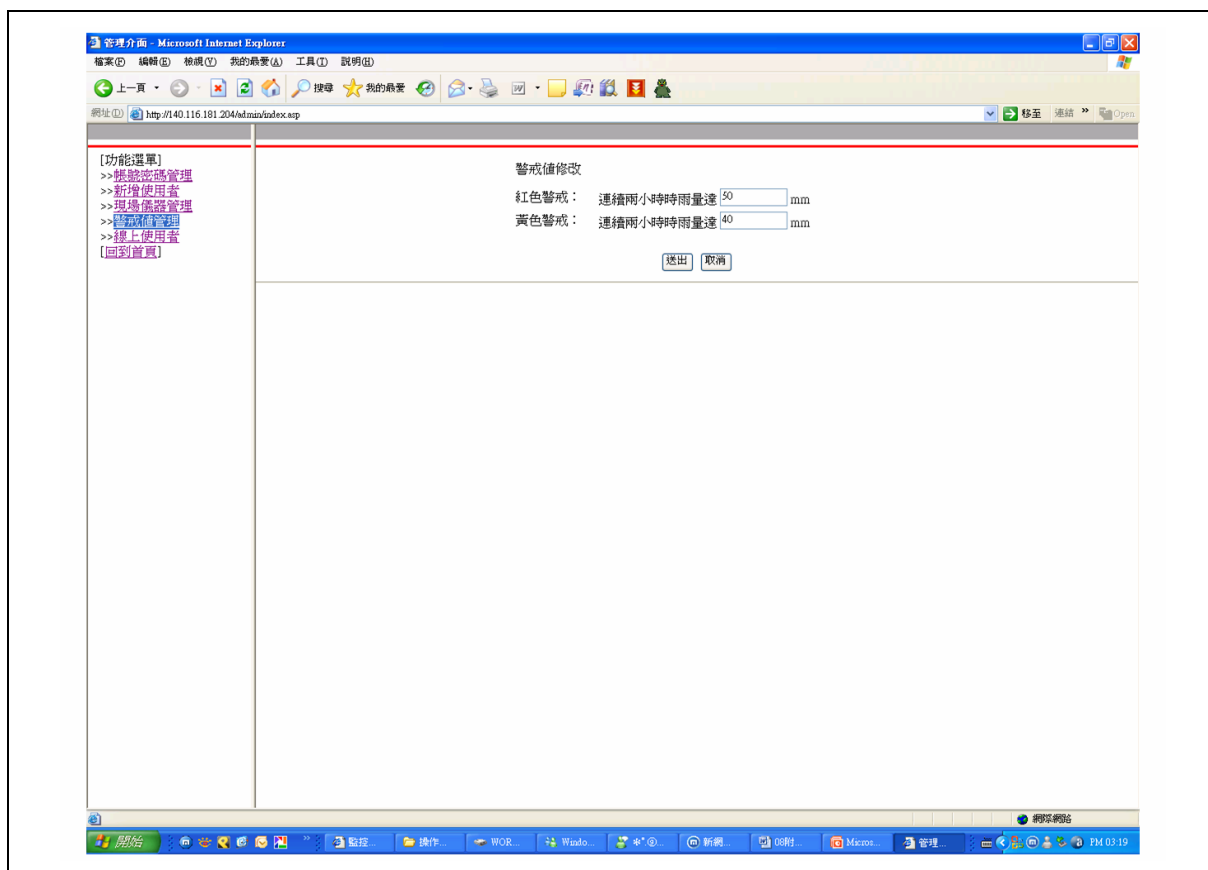 管理介面 - Microsoft Internet Explorer
檔案(F) 編輯(E) 檢視(V) 我的最愛(A) 工具(T) 說明(H)
上一頁 搜尋 我的最愛
網址(D) http://140.116.181.204/admin/index.asp 移至 連結 » Open
[功能選單]
>>帳號密碼管理
>>新增使用者
>>現場儀器管理
>>警戒值管理
>>線上使用者
[回到首頁]
警戒值修改
紅色警戒： 連續兩小時時雨量達 50 mm
黃色警戒： 連續兩小時時雨量達 40 mm
送出 取消
網際網路
開始 監控... 操作... WOR... Windo... 新網... 08附... Micros... 管理... PM 03:19